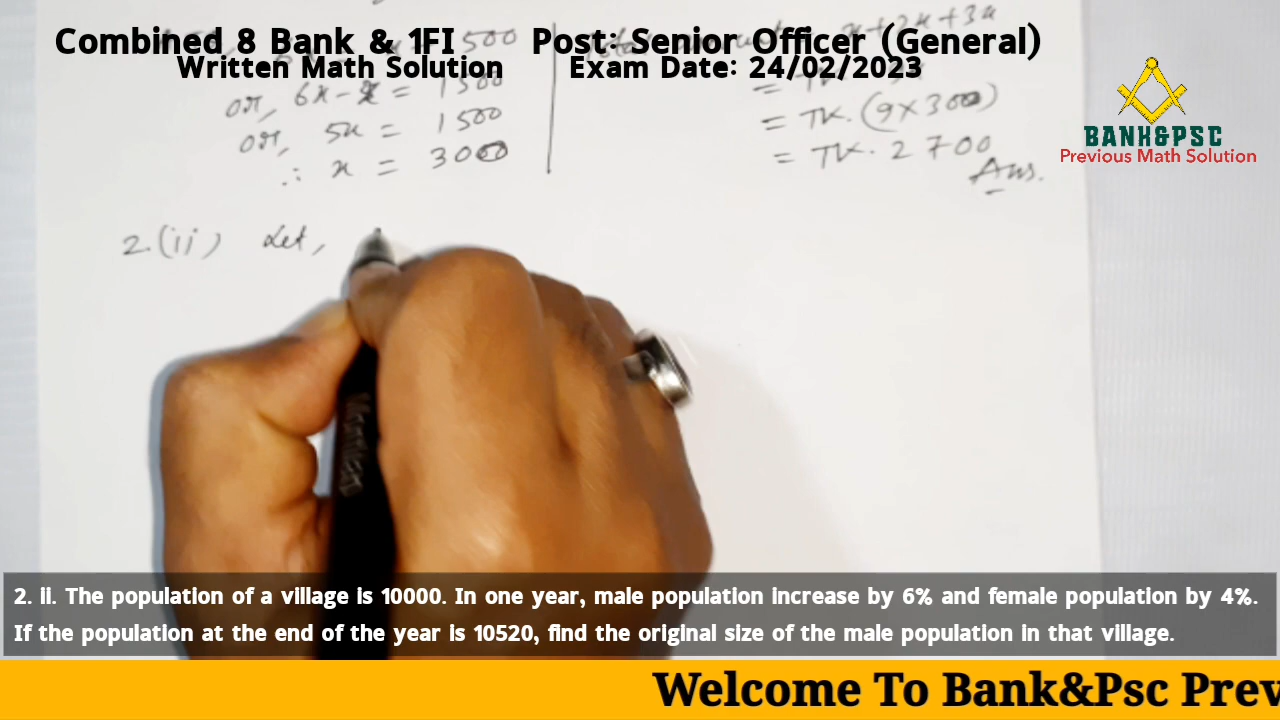 Combined 8 Bank & 1FI Post: Senior Officer (General)
Written Math Solution Exam Date: 24/02/2023
500
x+2x+3x
or, 6x-x = 1500
or, 5x = 1500
∴ x = 300
= TK. (9x300)
= TK. 2700
Ans.
BANK&PSC
Previous Math Solution
2.(ii) Let,
2. ii. The population of a village is 10000. In one year, male population increase by 6% and female population by 4%.
If the population at the end of the year is 10520, find the original size of the male population in that village.
Welcome To Bank&Psc Prev